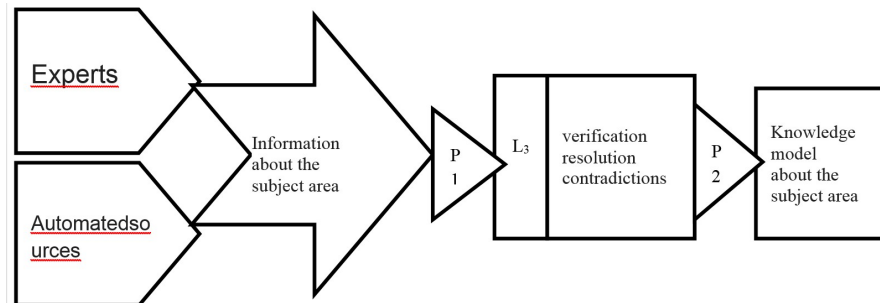 Experts
Automatedso
urces
Information
about the
subject area
P
1
L₃
verification
resolution
contradictions
P
2
Knowledge
model
about the
subject area